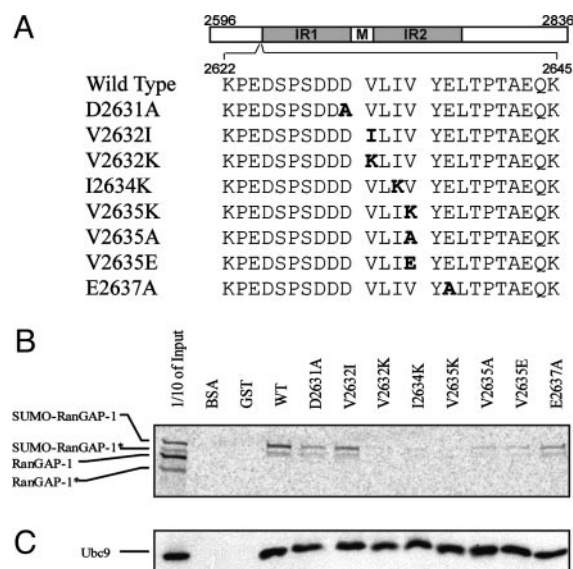 A
2596 2836
IR1 M IR2
2622 2645
Wild Type KPEDSPSDDD VLIV YELTPTAEQK
D2631A A VLIV YELTPTAEQK
V2632I KPEDSPSDDD ILIV YELTPTAEQK
V2632K KPEDSPSDDD KLIV YELTPTAEQK
I2634K KPEDSPSDDD VLKV YELTPTAEQK
V2635K KPEDSPSDDD VLIK YELTPTAEQK
V2635A KPEDSPSDDD VLIA YELTPTAEQK
V2635E KPEDSPSDDD VLIE YELTPTAEQK
E2637A KPEDSPSDDD VLIV YALTPTAEQK
B
1/10 of Input BSA GST WT D2631A V2632I V2632K I2634K V2635K V2635A V2635E E2637A
SUMO-RanGAP-1
SUMO-RanGAP-1*
RanGAP-1
RanGAP-1*
C
Ubc9